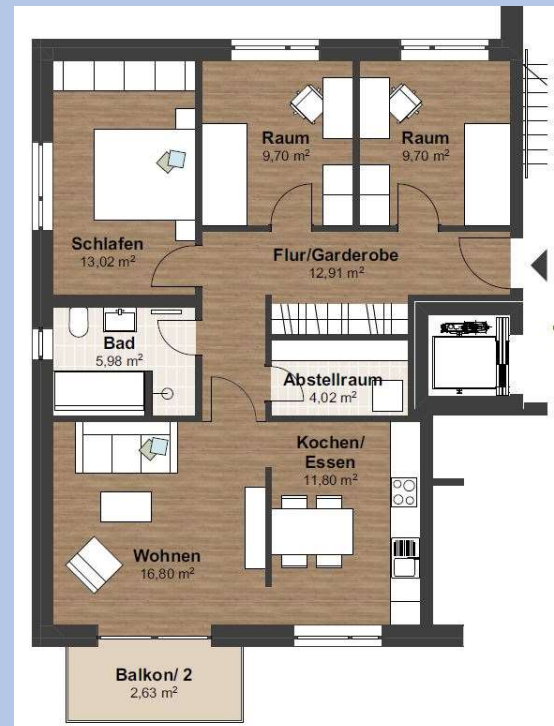 Raum
9,70 m²
Raum
9,70 m²
Schlafen
13,02 m²
Flur/Garderobe
12,91 m²
Bad
5,98 m²
Abstellraum
4,02 m²
Kochen/
Essen
11,80 m²
Wohnen
16,80 m²
Balkon/ 2
2,63 m²